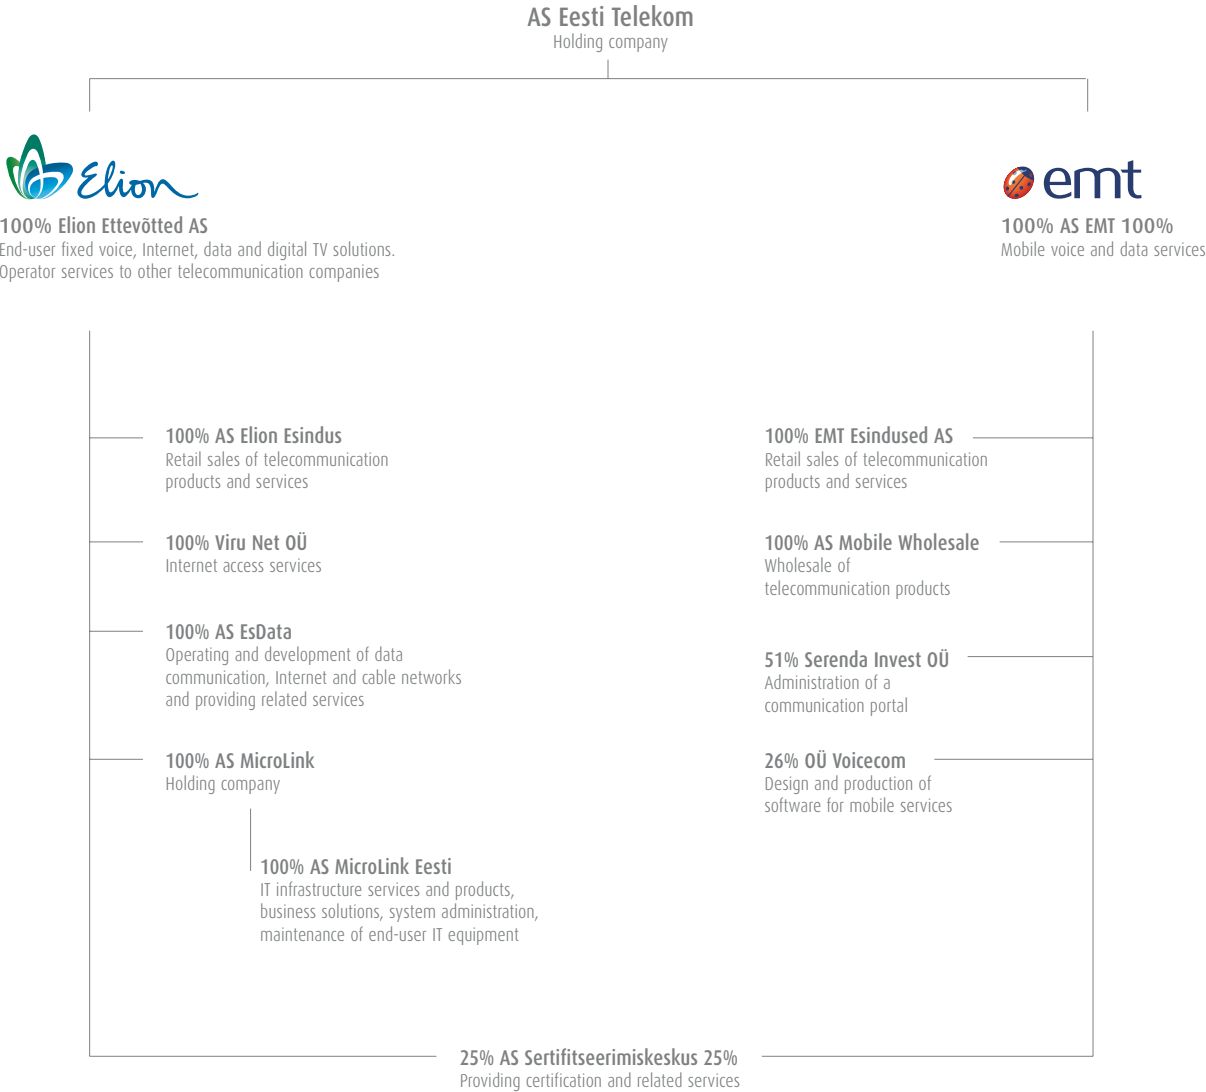 AS Eesti Telekom
Holding company
Elion
100% Elion Ettevõtted AS
End-user fixed voice, Internet, data and digital TV solutions.
Operator services to other telecommunication companies
emt
100% AS EMT 100%
Mobile voice and data services
100% AS Elion Esindus
Retail sales of telecommunication
products and services
100% Viru Net OÜ
Internet access services
100% AS EsData
Operating and development of data
communication, Internet and cable networks
and providing related services
100% AS MicroLink
Holding company
100% AS MicroLink Eesti
IT infrastructure services and products,
business solutions, system administration,
maintenance of end-user IT equipment
100% EMT Esindused AS
Retail sales of telecommunication
products and services
100% AS Mobile Wholesale
Wholesale of
telecommunication products
51% Serenda Invest OÜ
Administration of a
communication portal
26% OÜ Voicecom
Design and production of
software for mobile services
25% AS Sertifitseerimiskeskus 25%
Providing certification and related services